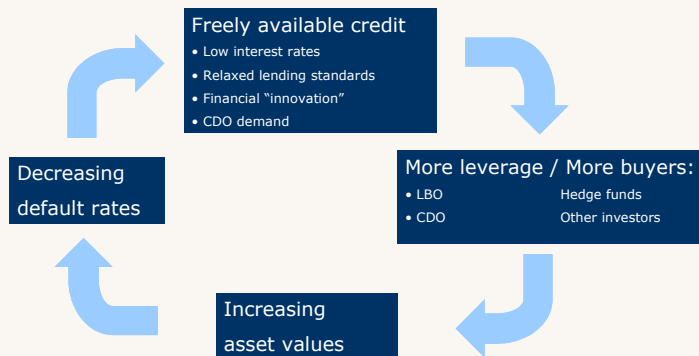 Freely available credit
• Low interest rates
• Relaxed lending standards
• Financial “innovation”
• CDO demand
More leverage / More buyers:
• LBO Hedge funds
• CDO Other investors
Increasing
asset values
Decreasing
default rates